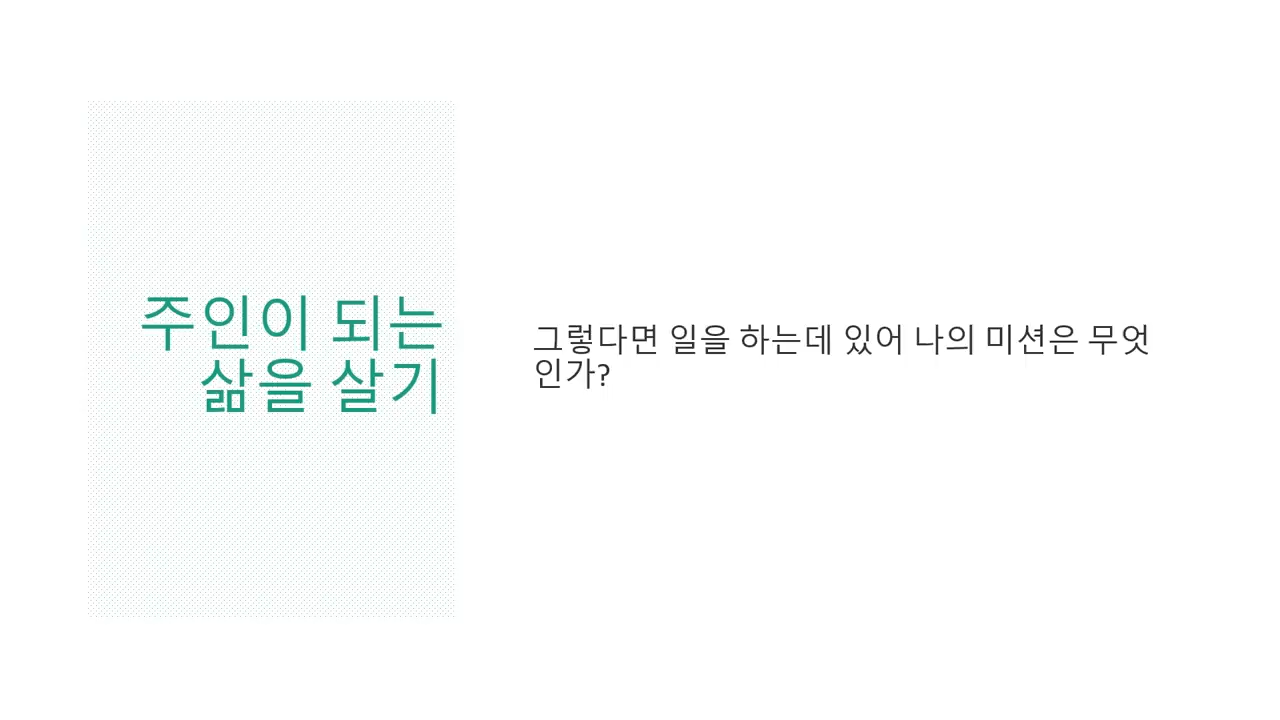 주인이 되는
삶을 살기
그렇다면 일을 하는데 있어 나의 미션은 무엇
인가?